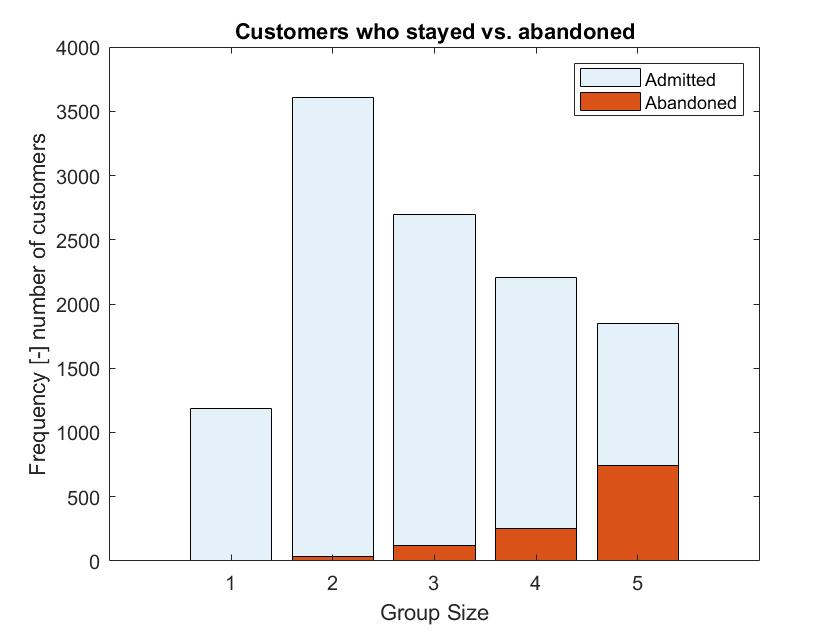 Customers who stayed vs. abandoned
Admitted
Abandoned
Frequency [-] number of customers
4000
3500
3000
2500
2000
1500
1000
500
0
1 2 3 4 5
Group Size